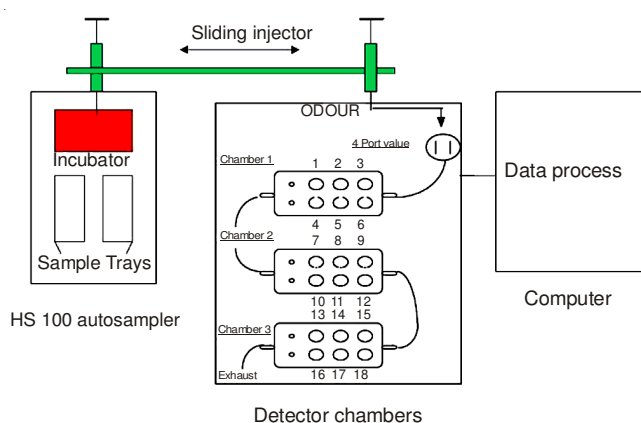 Sliding injector
ODOUR
4 Port value
Chamber 1
1 2 3
4 5 6
Chamber 2
7 8 9
10 11 12
Chamber 3
13 14 15
Exhaust
16 17 18
Incubator
Sample Trays
HS 100 autosampler
Data process
Computer
Detector chambers